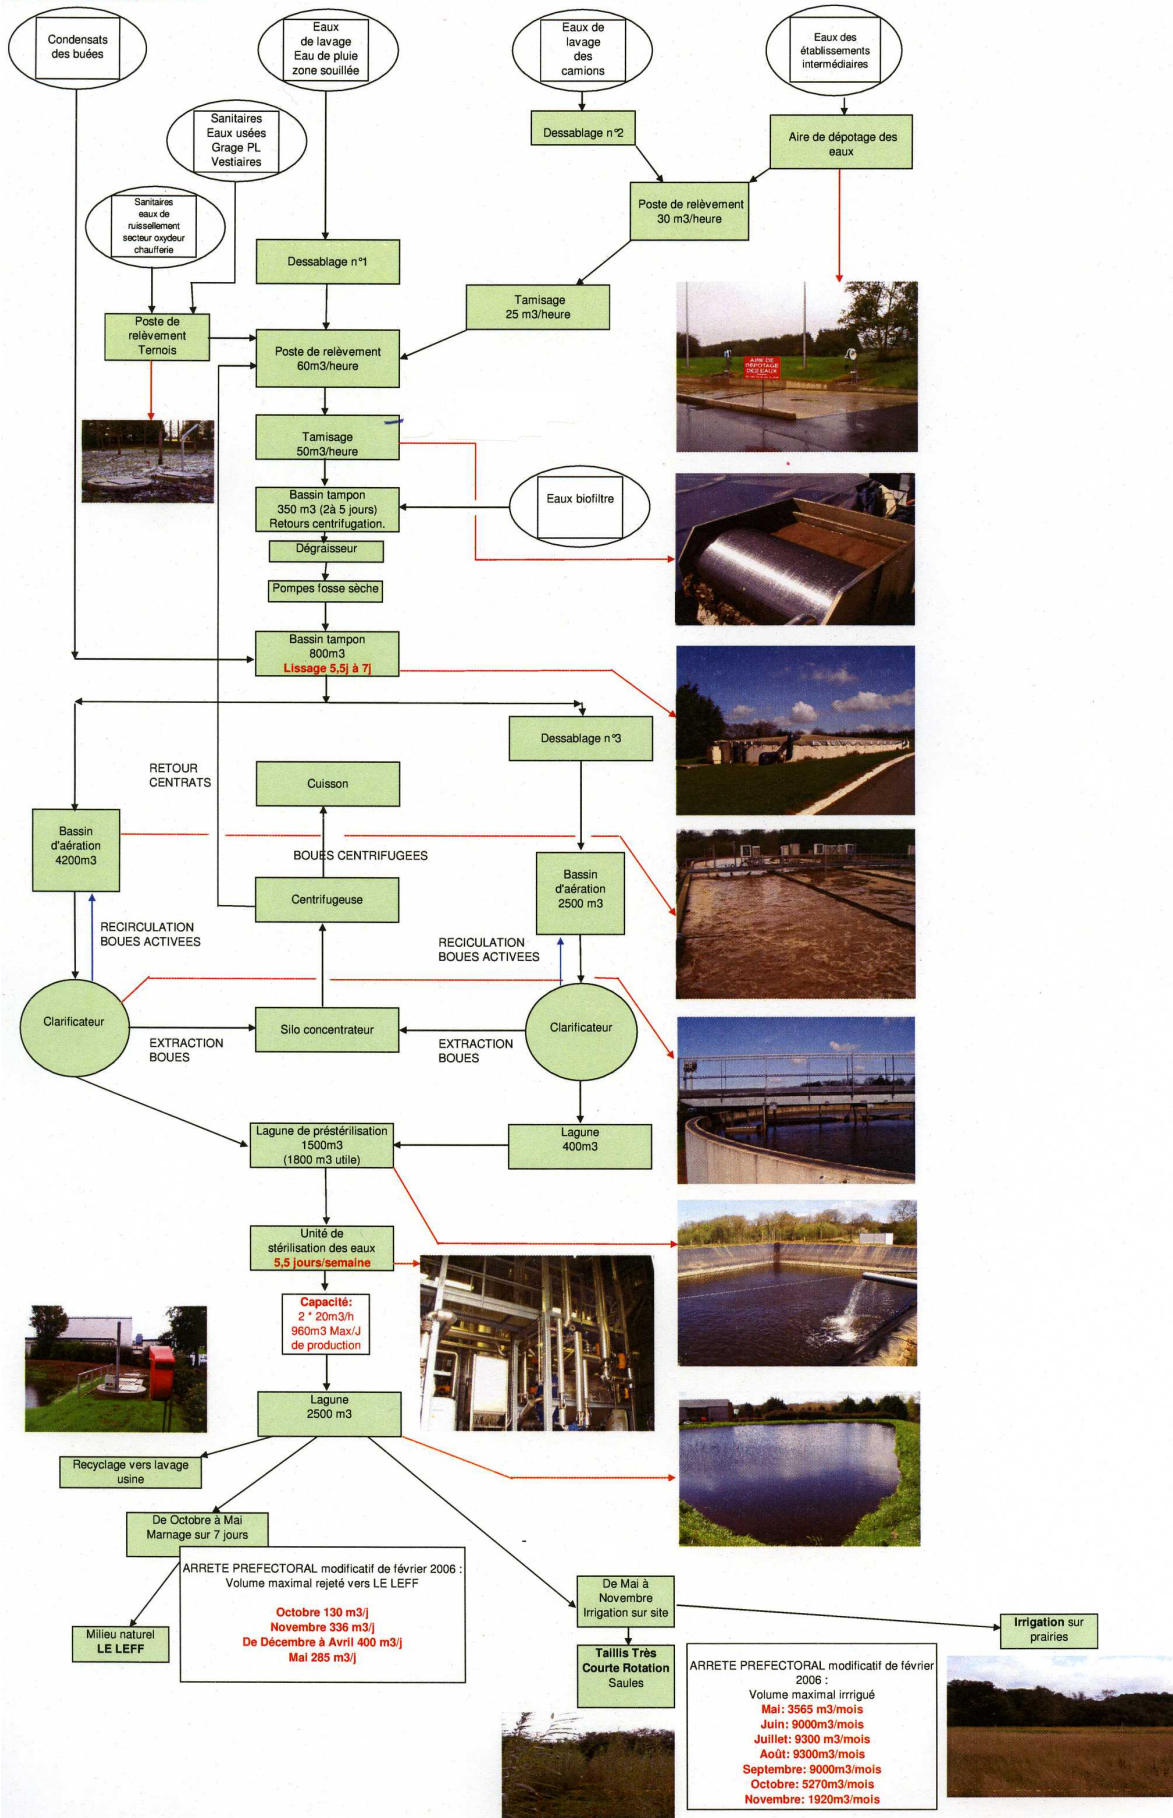 Condensats
des buées
Eaux
de lavage
Eau de pluie
zone souillée
Eaux de
lavage
des
camions
Eaux des
établissements
intermédiaires
Sanitaires
Eaux usées
Grage PL
Vestiaires
Dessablage n°2
Aire de dépotage des
eaux
Sanitaires
eaux de
ruissellement
secteur oxydeur
chaufferie
Poste de relèvement
30 m3/heure
Dessablage n°1
Tamisage
25 m3/heure
Poste de
relèvement
Ternois
Poste de relèvement
60m3/heure
AIRE DE
DÉPOTAGE
DES EAUX
Tamisage
50m3/heure
Bassin tampon
350 m3 (2à 5 jours)
Retours centrifugation.
Eaux biofiltre
Dégraisseur
Pompes fosse sèche
Bassin tampon
800m3
Lissage 5,5j à 7j
Dessablage n°3
RETOUR
CENTRATS
Cuisson
Bassin
d'aération
4200m3
BOUES CENTRIFUGEES
Bassin
d'aération
2500 m3
Centrifugeuse
RECIRCULATION
BOUES ACTIVEES
RECICULATION
BOUES ACTIVEES
Clarificateur
Silo concentrateur
Clarificateur
EXTRACTION
BOUES
EXTRACTION
BOUES
Lagune de préstérilisation
1500m3
(1800 m3 utile)
Lagune
400m3
Unité de
stérilisation des eaux
5,5 jours/semaine
Capacité:
2 * 20m3/h
960m3 Max/J
de production
Lagune
2500 m3
Recyclage vers lavage
usine
De Octobre à Mai
Marnage sur 7 jours
ARRETE PREFECTORAL modificatif de février 2006 :
Volume maximal rejeté vers LE LEFF
Octobre 130 m3/j
Novembre 336 m3/j
De Décembre à Avril 400 m3/j
Mai 285 m3/j
Milieu naturel
LE LEFF
De Mai à
Novembre
Irrigation sur site
Irrigation sur
prairies
Taillis Très
Courte Rotation
Saules
ARRETE PREFECTORAL modificatif de février
2006 :
Volume maximal irrrigué
Mai: 3565 m3/mois
Juin: 9000m3/mois
Juillet: 9300 m3/mois
Août: 9300m3/mois
Septembre: 9000m3/mois
Octobre: 5270m3/mois
Novembre: 1920m3/mois